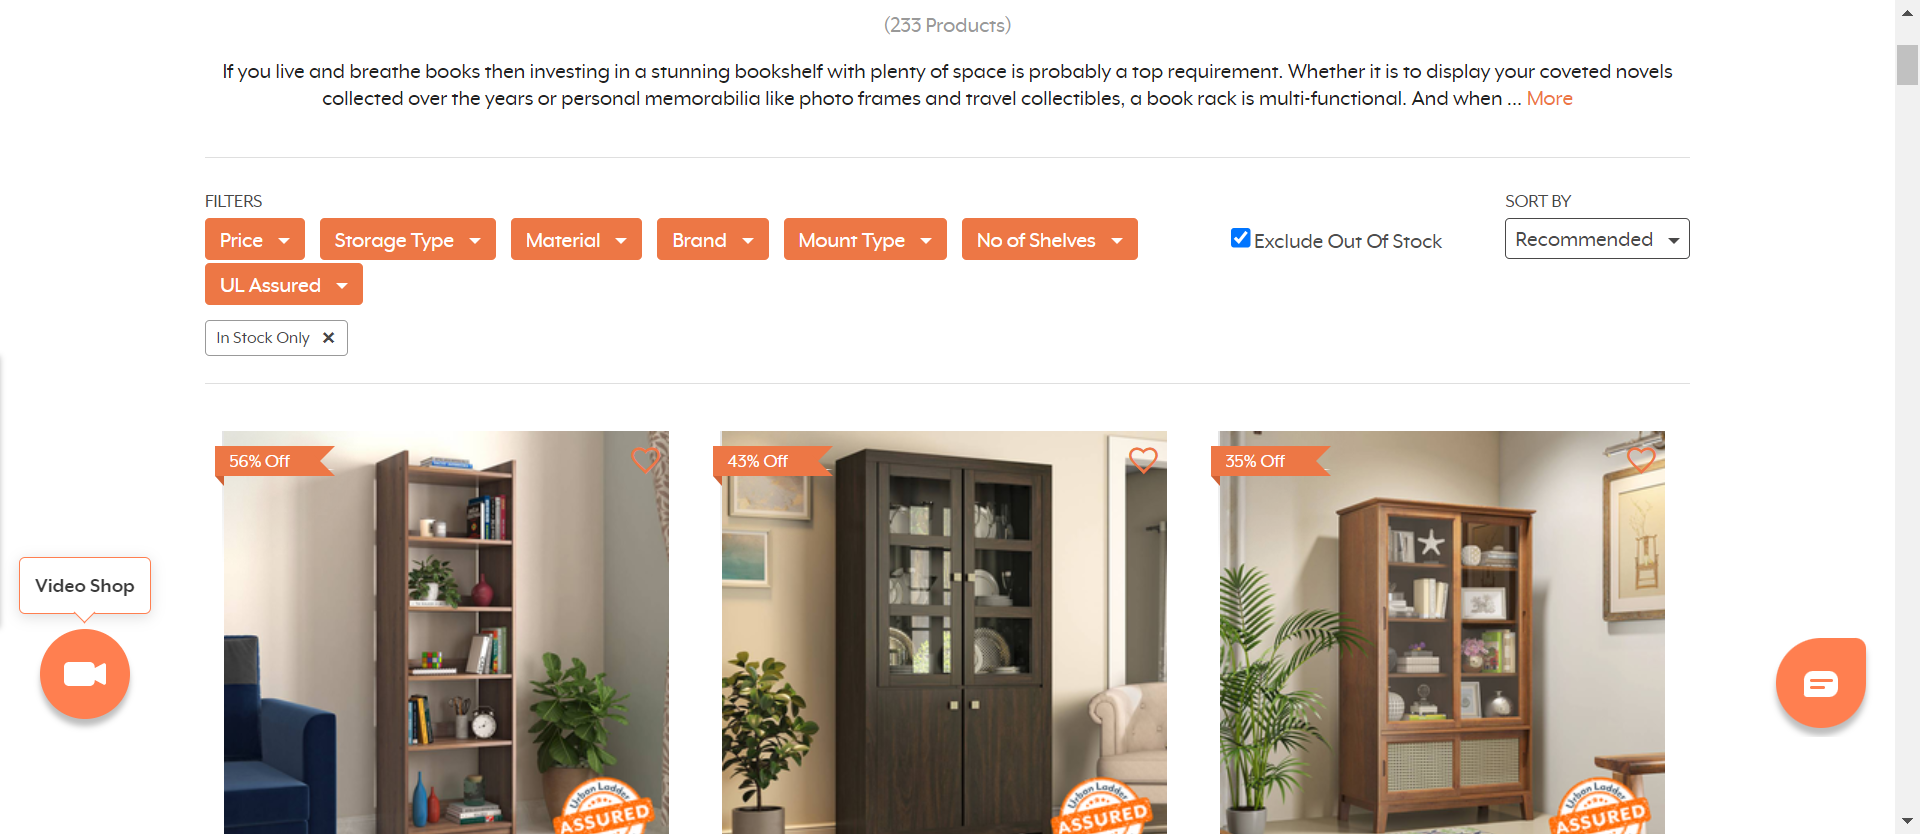 (233 Products)
If you live and breathe books then investing in a stunning bookshelf with plenty of space is probably a top requirement. Whether it is to display your coveted novels
collected over the years or personal memorabilia like photo frames and travel collectibles, a book rack is multi-functional. And when ... More
FILTERS
SORT BY
Price
Storage Type
Material
Brand
Mount Type
No of Shelves
Exclude Out Of Stock
Recommended
UL Assured
In Stock Only
56% Off
43% Off
35% Off
Video Shop
Urban Ladder
ASSURED
Urban Ladder
ASSURED
Urban Ladder
ASSURED